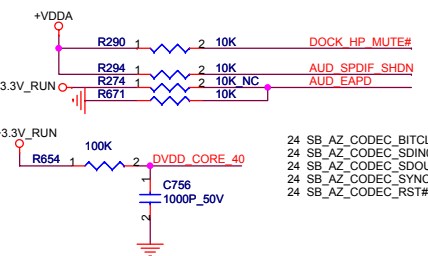 +VDDA
R290 1 2 10K DOCK_HP_MUTE#
R294 1 2 10K AUD_SPDIF_SHDN
3.3V_RUN R274 1 2 10K_NC AUD_EAPD
R671 10K
+3.3V_RUN
100K
R654 1 2 DVDD_CORE_40
1
C756
1000P_50V
2
24 SB_AZ_CODEC_BITCL
24 SB_AZ_CODEC_SDIN
24 SB_AZ_CODEC_SDOU
24 SB_AZ_CODEC_SYNC
24 SB_AZ_CODEC_RST#